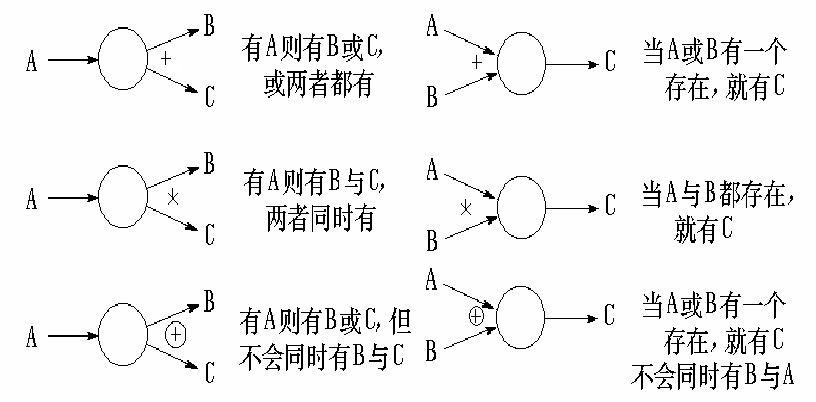 B
A
+
C
有A则有B或C,
或两者都有
A
+
B
C
当A或B有一个
存在,就有C
B
A
*
C
有A则有B与C,
两者同时有
A
*
B
C
当A与B都存在,
就有C
B
A
⊕
C
有A则有B或C,但
不会同时有B与C
A
⊕
B
C
当A或B有一个
存在,就有C
不会同时有B与A